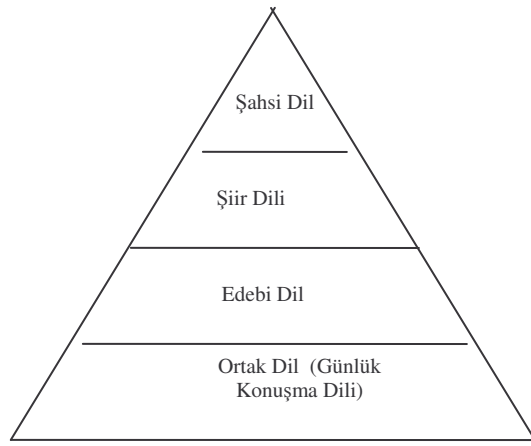 Şahsi Dil
Şiir Dili
Edebi Dil
Ortak Dil (Günlük
Konuşma Dili)